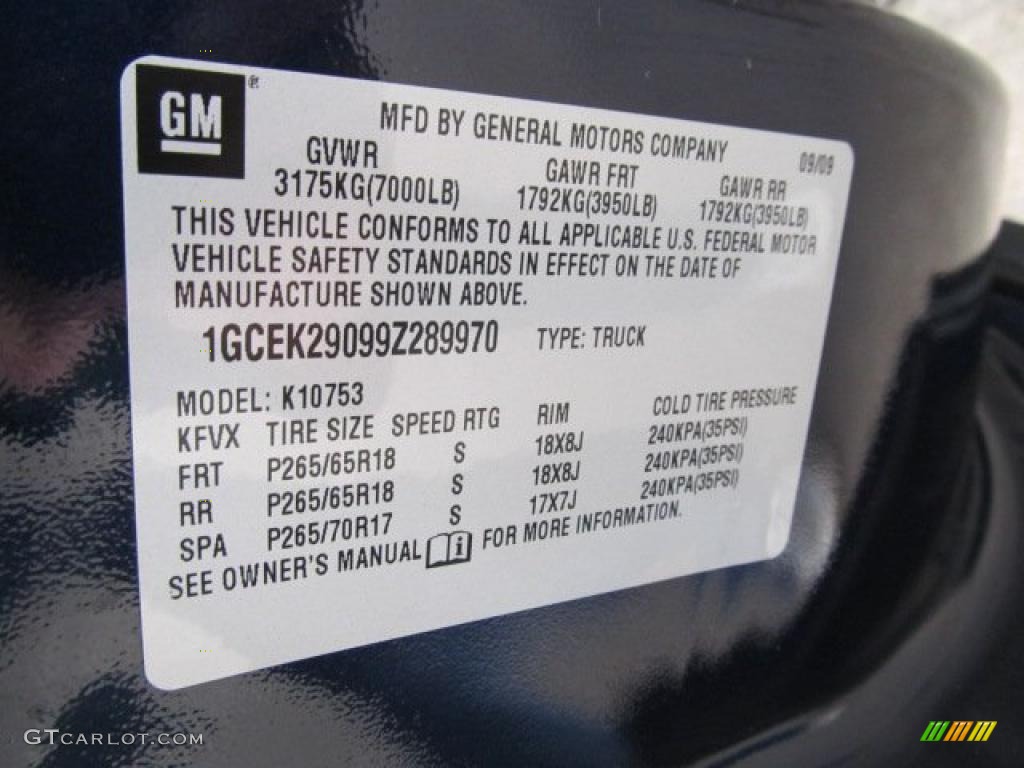 GM
MFD BY GENERAL MOTORS COMPANY 09/09
GVWR GAWR FRT GAWR RR
3175KG(7000LB) 1792KG(3950LB) 1792KG(3950LB)
THIS VEHICLE CONFORMS TO ALL APPLICABLE U.S. FEDERAL MOTOR
VEHICLE SAFETY STANDARDS IN EFFECT ON THE DATE OF
MANUFACTURE SHOWN ABOVE.
1GCEK29099Z289970 TYPE: TRUCK
MODEL: K10753
KFVX TIRE SIZE SPEED RTG RIM COLD TIRE PRESSURE
FRT P265/65R18 S 18X8J 240KPA(35PSI)
RR P265/65R18 S 18X8J 240KPA(35PSI)
SPA P265/70R17 S 17X7J 240KPA(35PSI)
SEE OWNER'S MANUAL FOR MORE INFORMATION.
GTCARLOT.COM